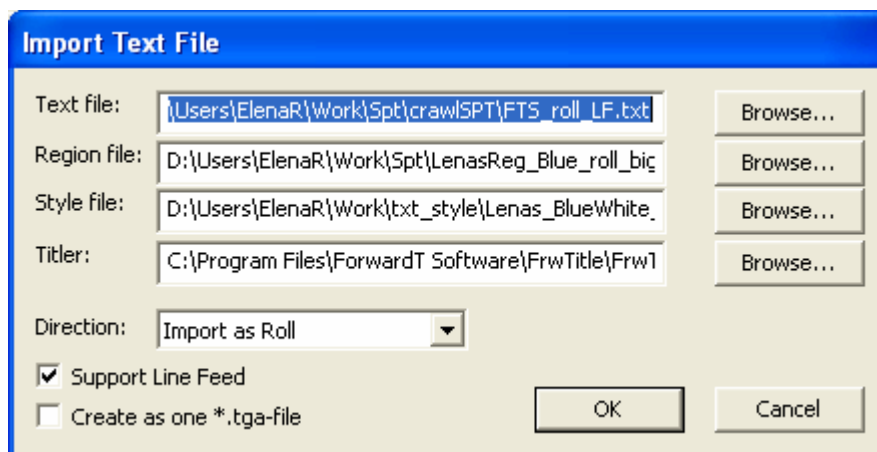 Import Text File
Text file: \Users\ElenaR\Work\Spt\crawlSPT\FTS_roll_LF.txt Browse...
Region file: D:\Users\ElenaR\Work\Spt\LenasReg_Blue_roll_big Browse...
Style file: D:\Users\ElenaR\Work\txt_style\Lenas_BlueWhite_ Browse...
Titler: C:\Program Files\ForwardT Software\FrwTitle\FrwT Browse...
Direction: Import as Roll
Support Line Feed
Create as one *.tga-file OK Cancel